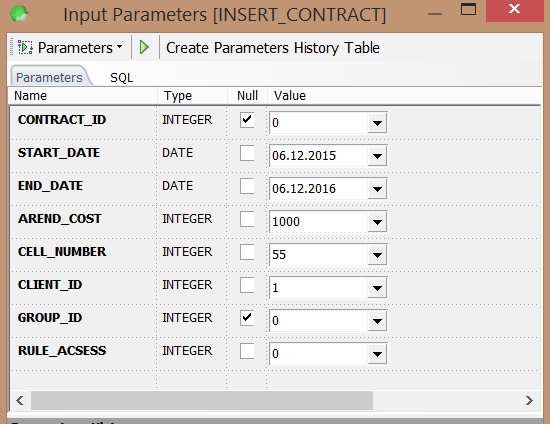 Input Parameters [INSERT_CONTRACT]
Parameters Create Parameters History Table
Parameters SQL
Name Type Null Value
CONTRACT_ID INTEGER 0
START_DATE DATE 06.12.2015
END_DATE DATE 06.12.2016
AREND_COST INTEGER 1000
CELL_NUMBER INTEGER 55
CLIENT_ID INTEGER 1
GROUP_ID INTEGER 0
RULE_ACSESS INTEGER 0